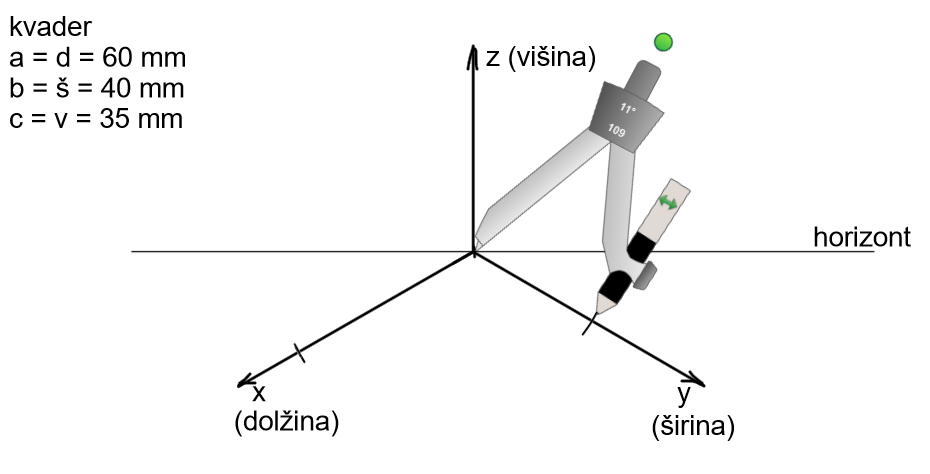 kvader
a = d = 60 mm
b = š = 40 mm
c = v = 35 mm
z (višina)
11°
109
horizont
x
(dolžina)
y
(širina)